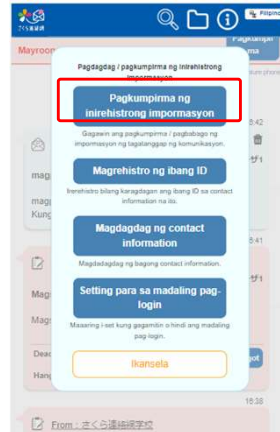 さくら連絡網
Filipino
Mayroon
ma
Pagdagdag / pagkumpirma ng inirehistrong
impormasyon
Pagkumpirma ng
inirehistrong impormasyon
Gagawin ang pagkumpirma / pagbabago ng
impormasyon ng tagatanggap ng komunikasyon.
Magrehistro ng ibang ID
Irerehistro bilang karagdagan ang ibang ID sa contact
information na ito.
Magdagdag ng contact
information
Magdadagdag ng bagong contact information.
Setting para sa madaling pag-
login
Maaaring i-set kung gagamitin o hindi ang madaling
pag-login.
Ikansela
Kung
18:38
From : さくら連絡網学校